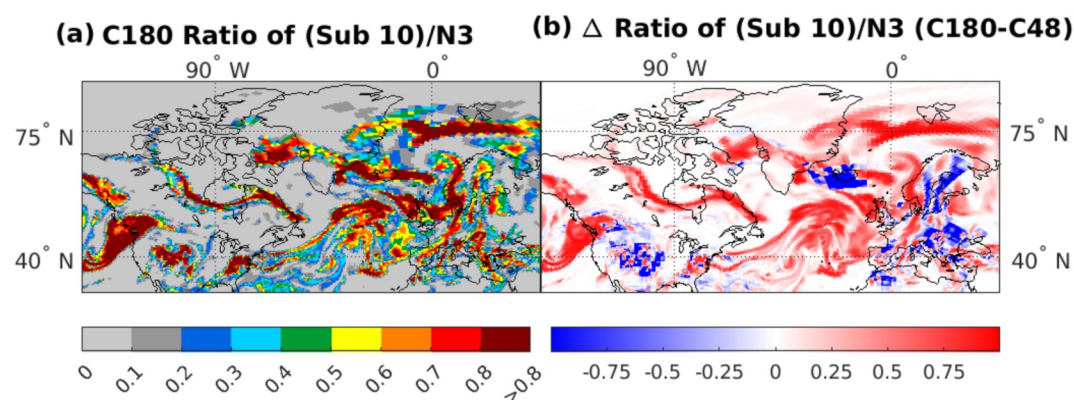 (a) C180 Ratio of (Sub 10)/N3
(b) Δ Ratio of (Sub 10)/N3 (C180-C48)
90° W 0°
90° W 0°
75° N
75° N
40° N
40° N
0 0.1 0.2 0.3 0.4 0.5 0.6 0.7 0.8 >0.8
-0.75 -0.5 -0.25 0 0.25 0.5 0.75